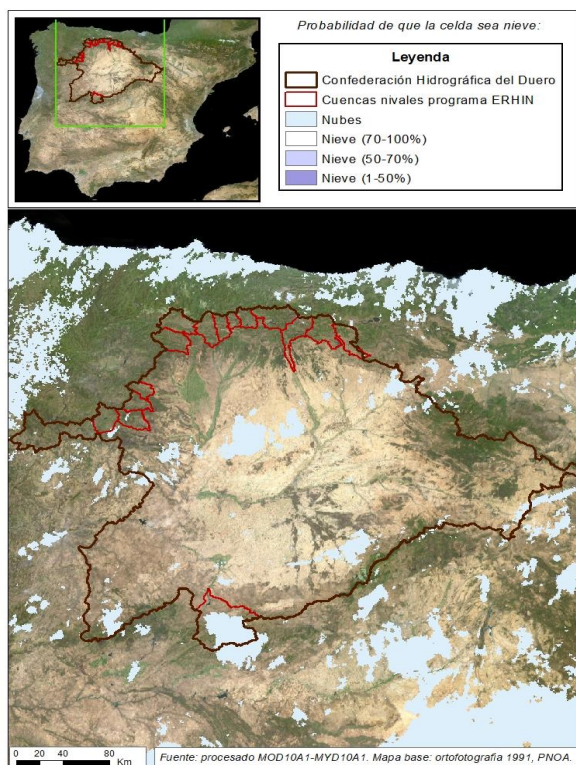 Probabilidad de que la celda sea nieve:
Leyenda
Confederación Hidrográfica del Duero
Cuencas nivales programa ERHIN
Nubes
Nieve (70-100%)
Nieve (50-70%)
Nieve (1-50%)
0 20 40 80
Km
Fuente: procesado MOD10A1-MYD10A1. Mapa base: ortofotografía 1991, PNOA.